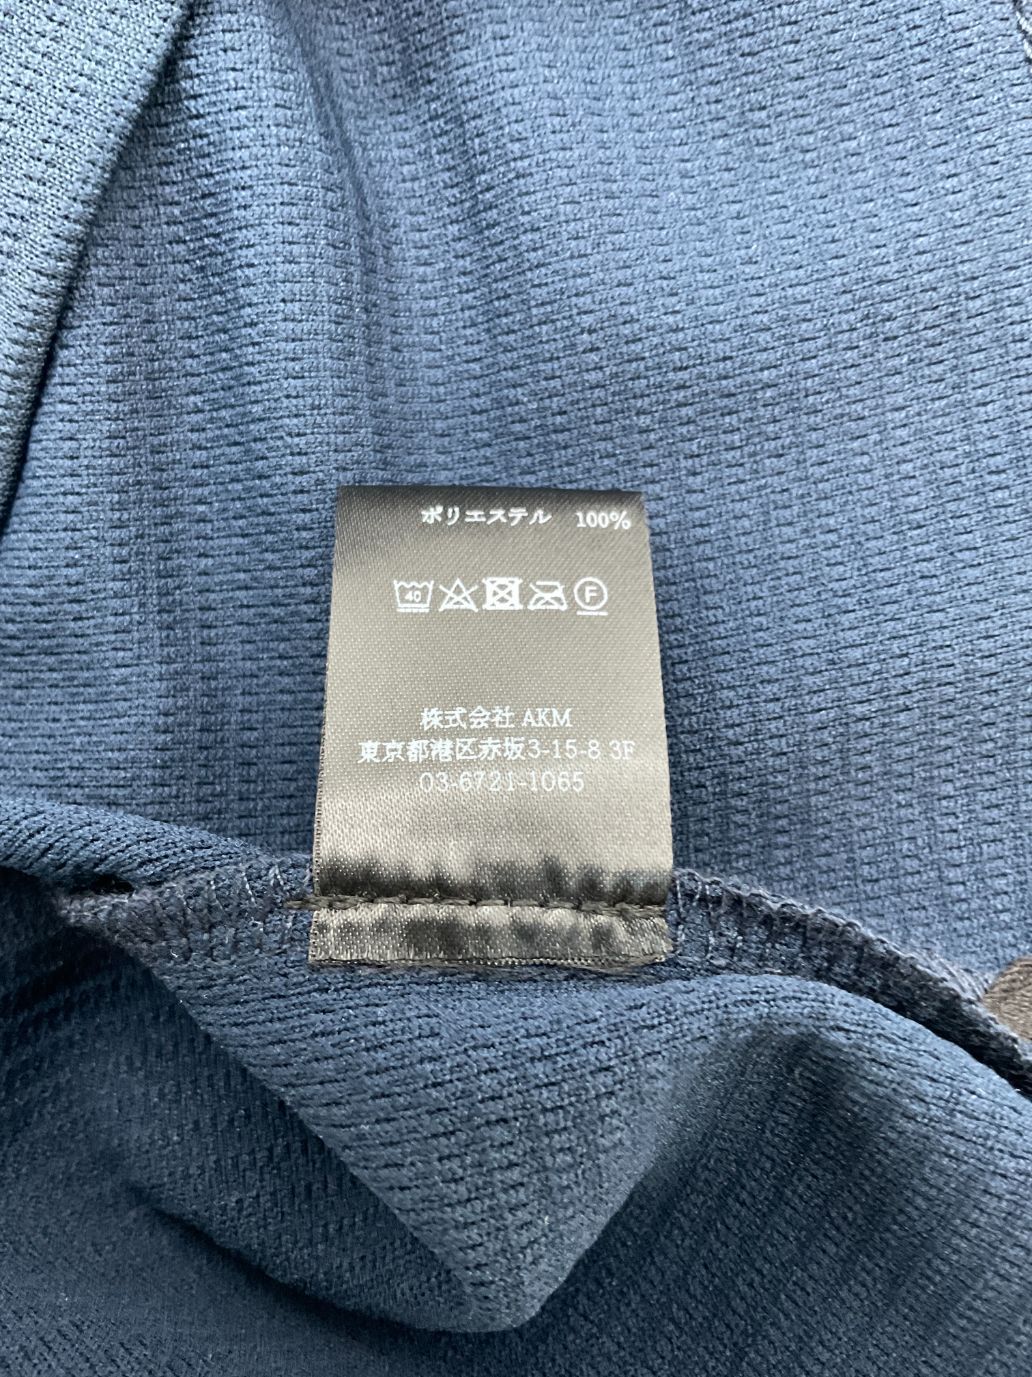 ポリエステル 100%
40 F
株式会社 AKM
東京都港区赤坂3-15-8 3F
03-6721-1065